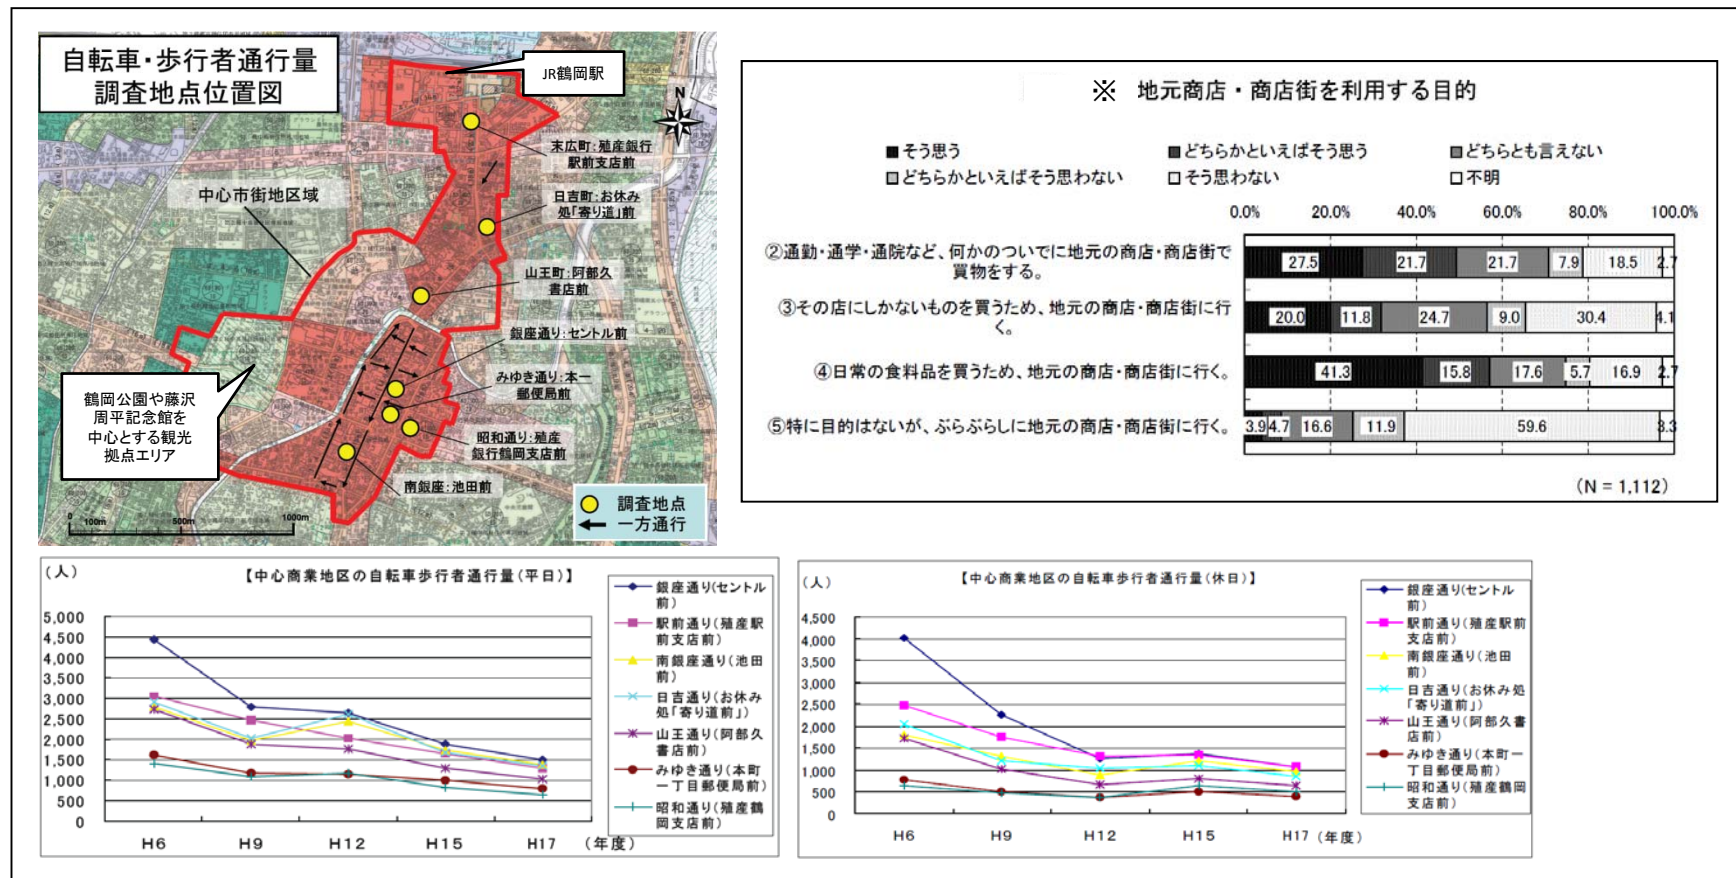 自転車・歩行者通行量
調査地点位置図
JR鶴岡駅
N
末広町：殖産銀行
駅前支店前
中心市街地区域
日吉町：お休み
処「寄り道」前
山王町：阿部久
書店前
銀座通り：セントル前
みゆき通り：本一
郵便局前
鶴岡公園や藤沢
周平記念館を
中心とする観光
拠点エリア
昭和通り：殖産
銀行鶴岡支店前
南銀座：池田前
0 100m 500m 1000m
調査地点
一方通行
※ 地元商店・商店街を利用する目的
そう思う どちらかといえばそう思う どちらとも言えない
どちらかといえばそう思わない そう思わない 不明
0.0% 20.0% 40.0% 60.0% 80.0% 100.0%
②通勤・通学・通院など、何かのついでに地元の商店・商店街で
買物をする。
27.5 21.7 21.7 7.9 18.5 2.7
③その店にしかないものを買うため、地元の商店・商店街に行
く。
20.0 11.8 24.7 9.0 30.4 4.1
④日常の食料品を買うため、地元の商店・商店街に行く。
41.3 15.8 17.6 5.7 16.9 2.7
⑤特に目的はないが、ぶらぶらしに地元の商店・商店街に行く。
3.9 4.7 16.6 11.9 59.6 3.3
(N = 1,112)
(人)
【中心商業地区の自転車歩行者通行量(平日)】
5,000
4,500
4,000
3,500
3,000
2,500
2,000
1,500
1,000
500
0
H6 H9 H12 H15 H17 (年度)
銀座通り(セントル
前)
駅前通り(殖産駅
前支店前)
南銀座通り(池田
前)
日吉通り(お休み
処「寄り道前」)
山王通り(阿部久
書店前)
みゆき通り(本町
一丁目郵便局前)
昭和通り(殖産鶴
岡支店前)
(人)
【中心商業地区の自転車歩行者通行量(休日)】
4,500
4,000
3,500
3,000
2,500
2,000
1,500
1,000
500
0
H6 H9 H12 H15 H17 (年度)
銀座通り(セントル
前)
駅前通り(殖産駅前
支店前)
南銀座通り(池田
前)
日吉通り(お休み処
「寄り道前」)
山王通り(阿部久書
店前)
みゆき通り(本町一
丁目郵便局前)
昭和通り(殖産鶴岡
支店前)